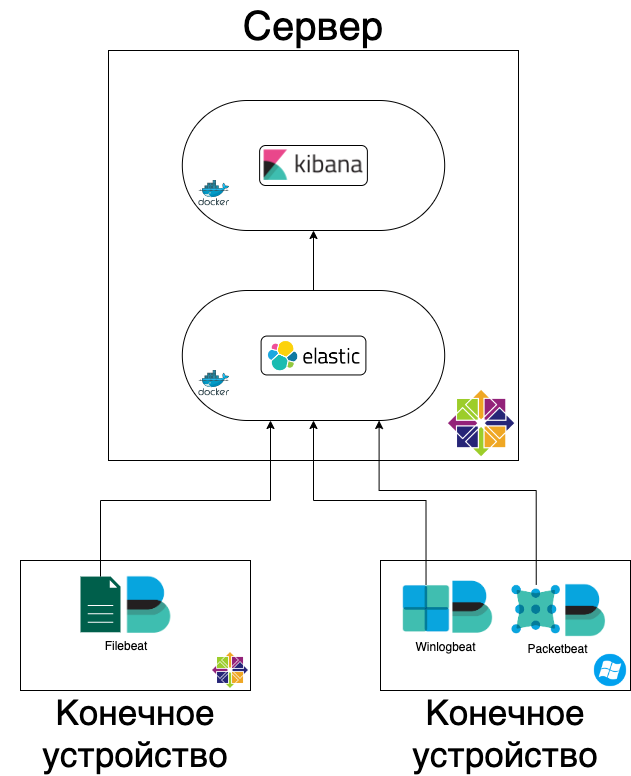 Сервер
kibana
docker
elastic
docker
Filebeat
Winlogbeat
Packetbeat
Конечное
устройство
Конечное
устройство